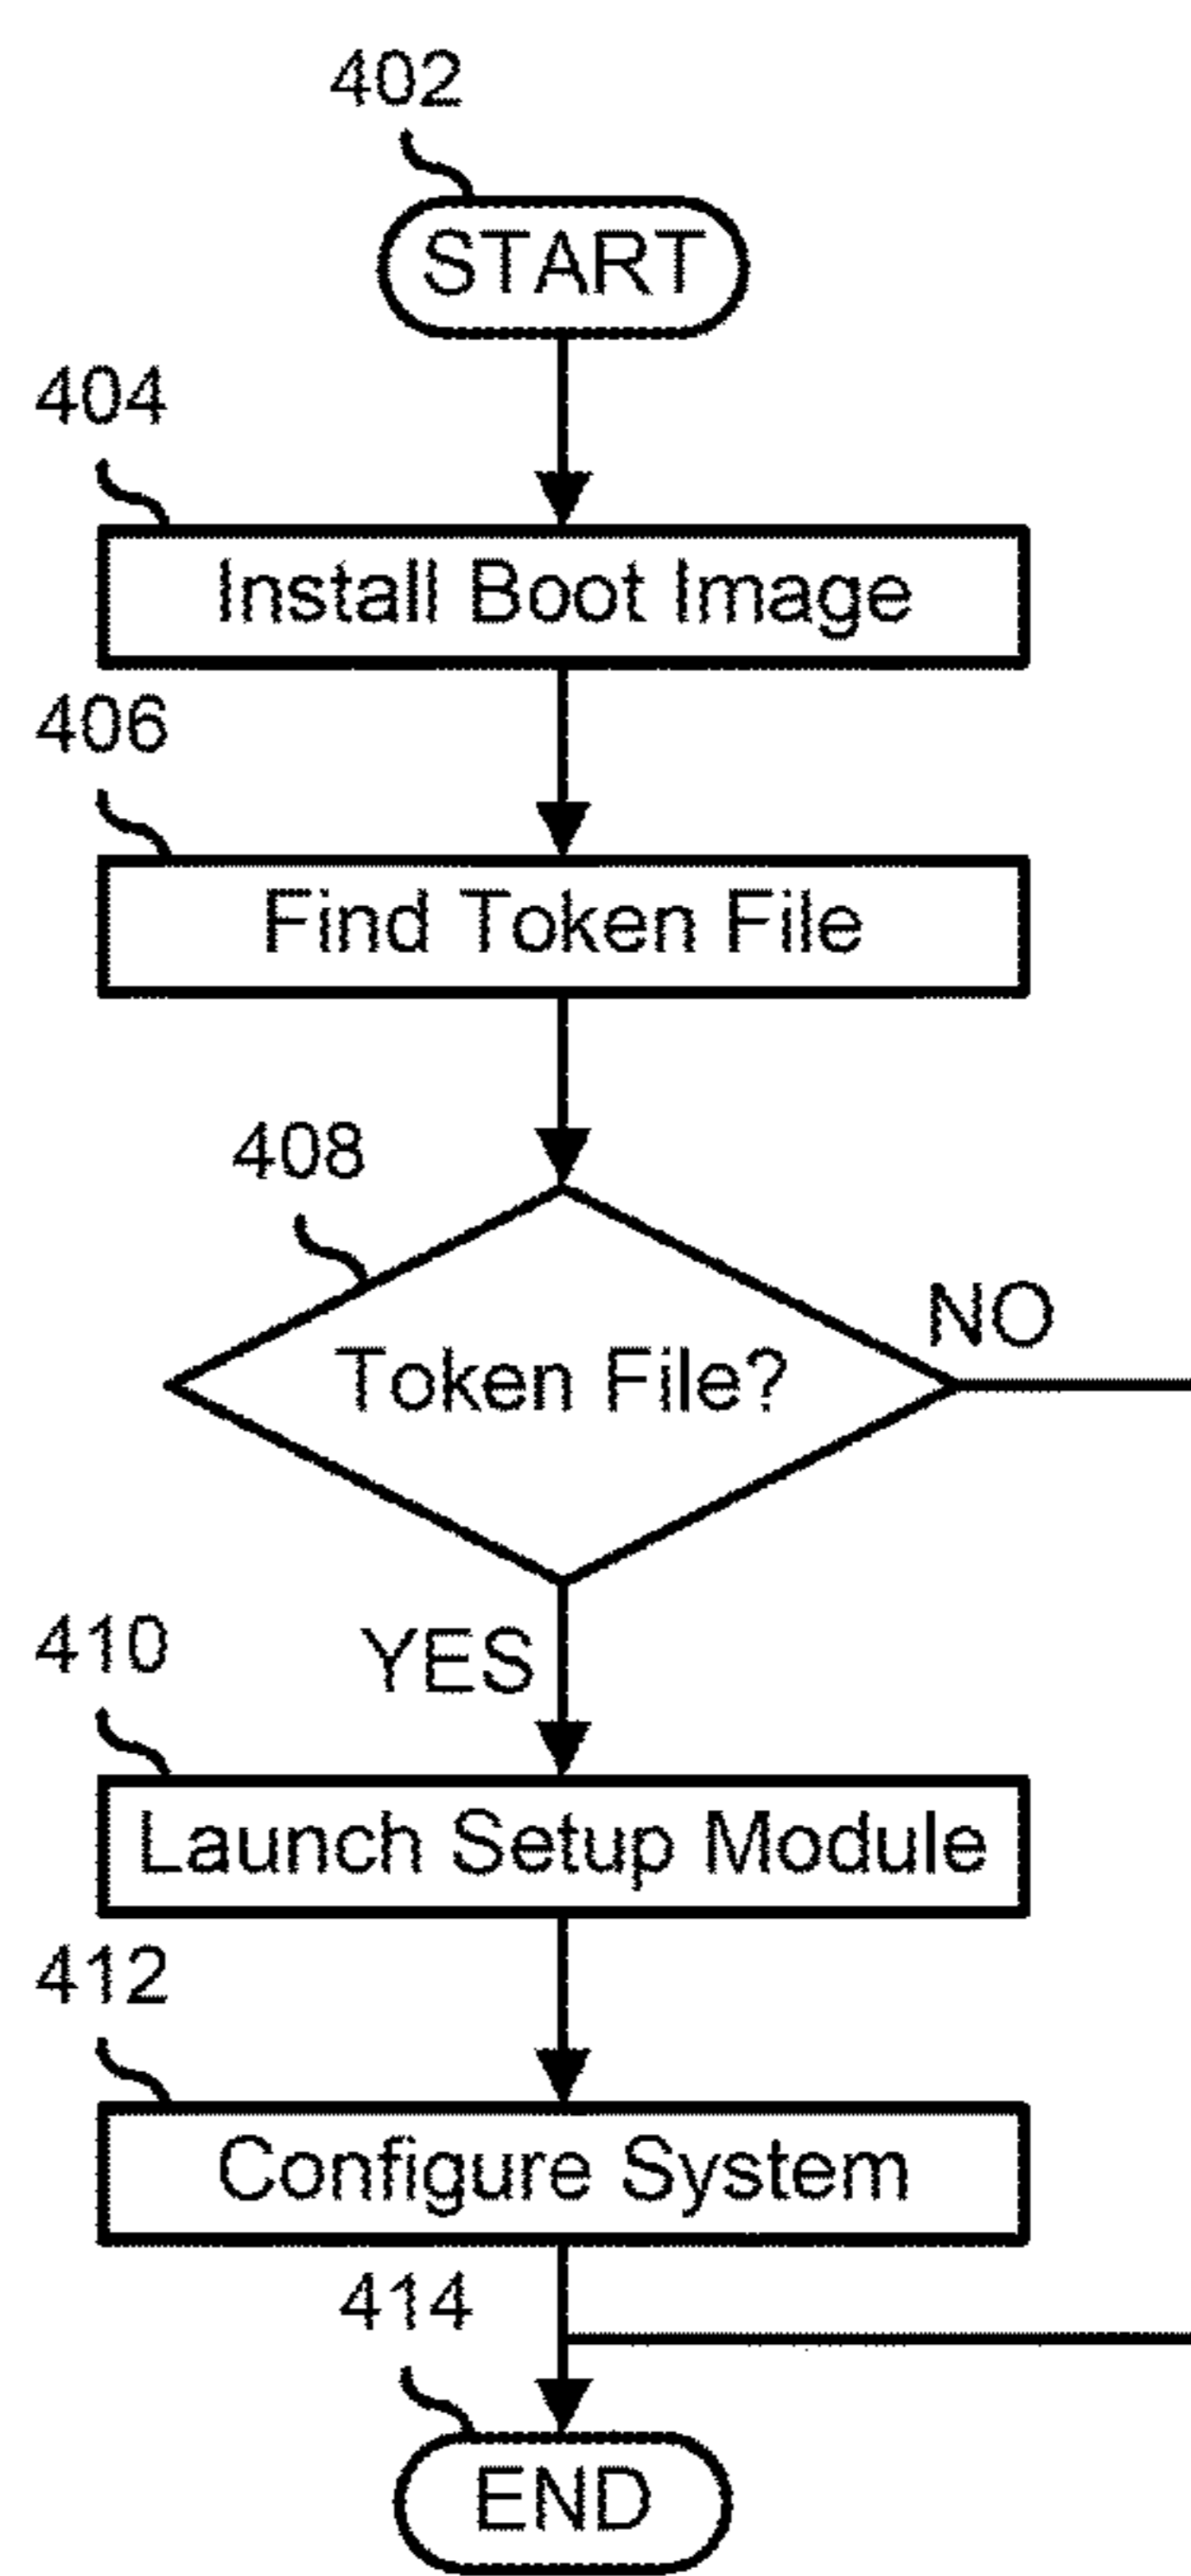 402
START
404
Install Boot Image
406
Find Token File
408
Token File?
NO
YES
410
Launch Setup Module
412
Configure System
414
END